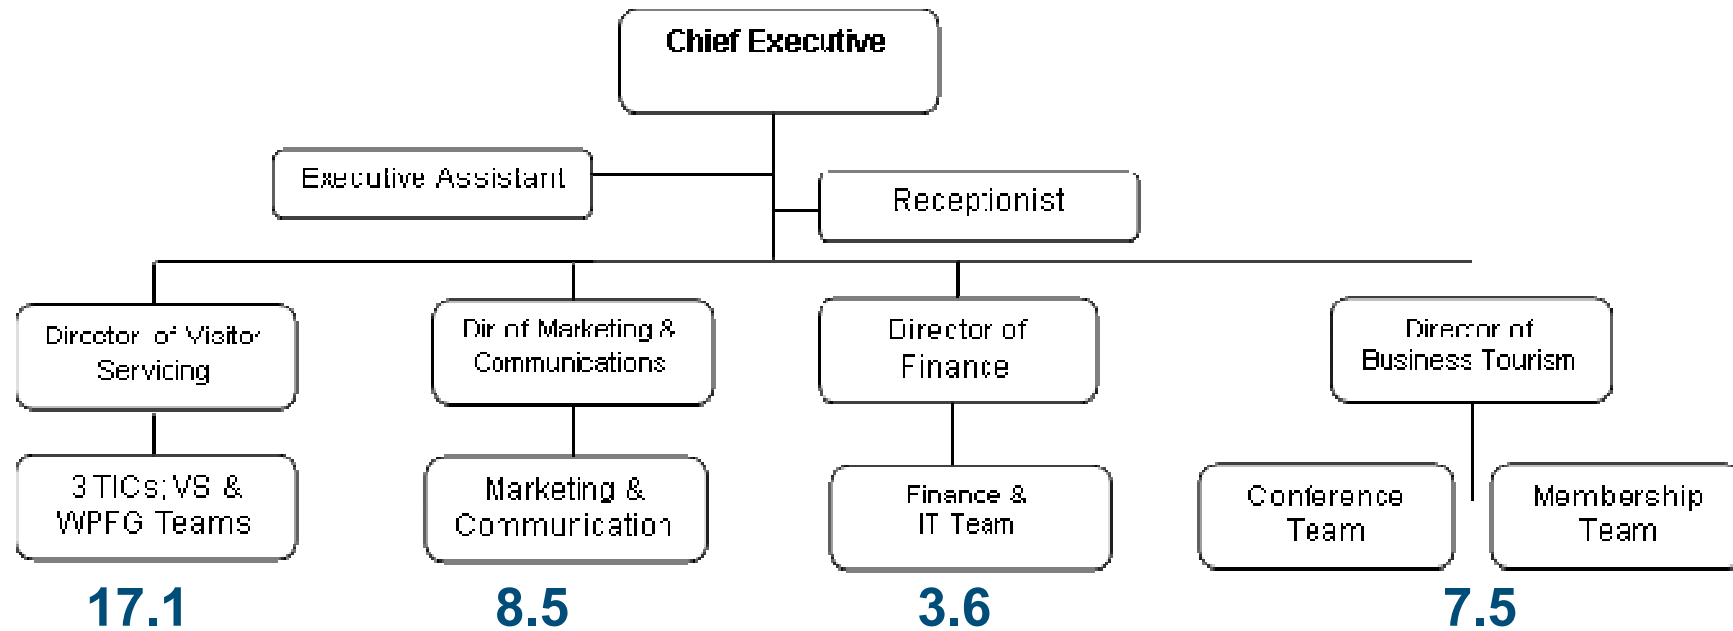 Chief Executive
Executive Assistant
Receptionist
Director of Visitor
Servicing
Dir of Marketing &
Communications
Director of
Finance
Director of
Business Tourism
3 TICs; VS &
WPFG Teams
Marketing &
Communication
Finance &
IT Team
Conference
Team
Membership
Team
17.1
8.5
3.6
7.5